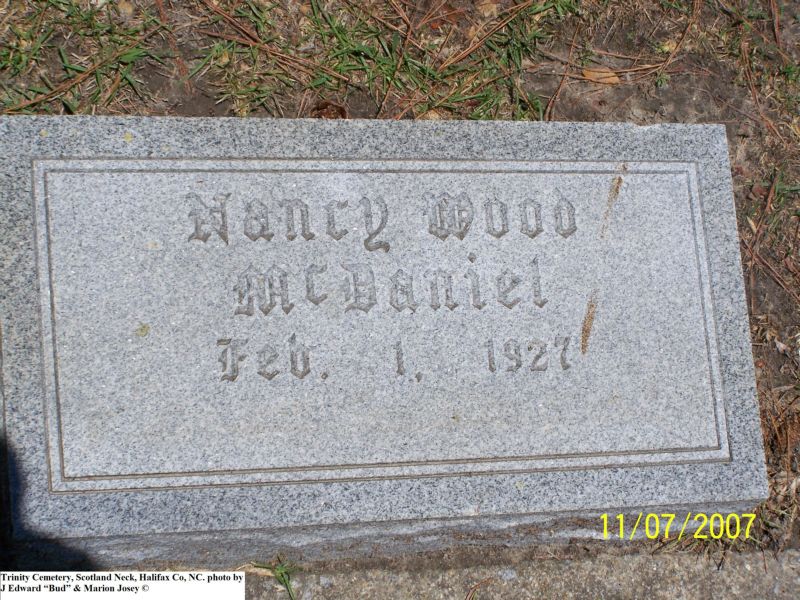 Nancy Wood
McDaniel
Feb. 1, 1927
11/07/2007
Trinity Cemetery, Scotland Neck, Halifax Co, NC. photo by
J Edward “Bud” & Marion Josey ©